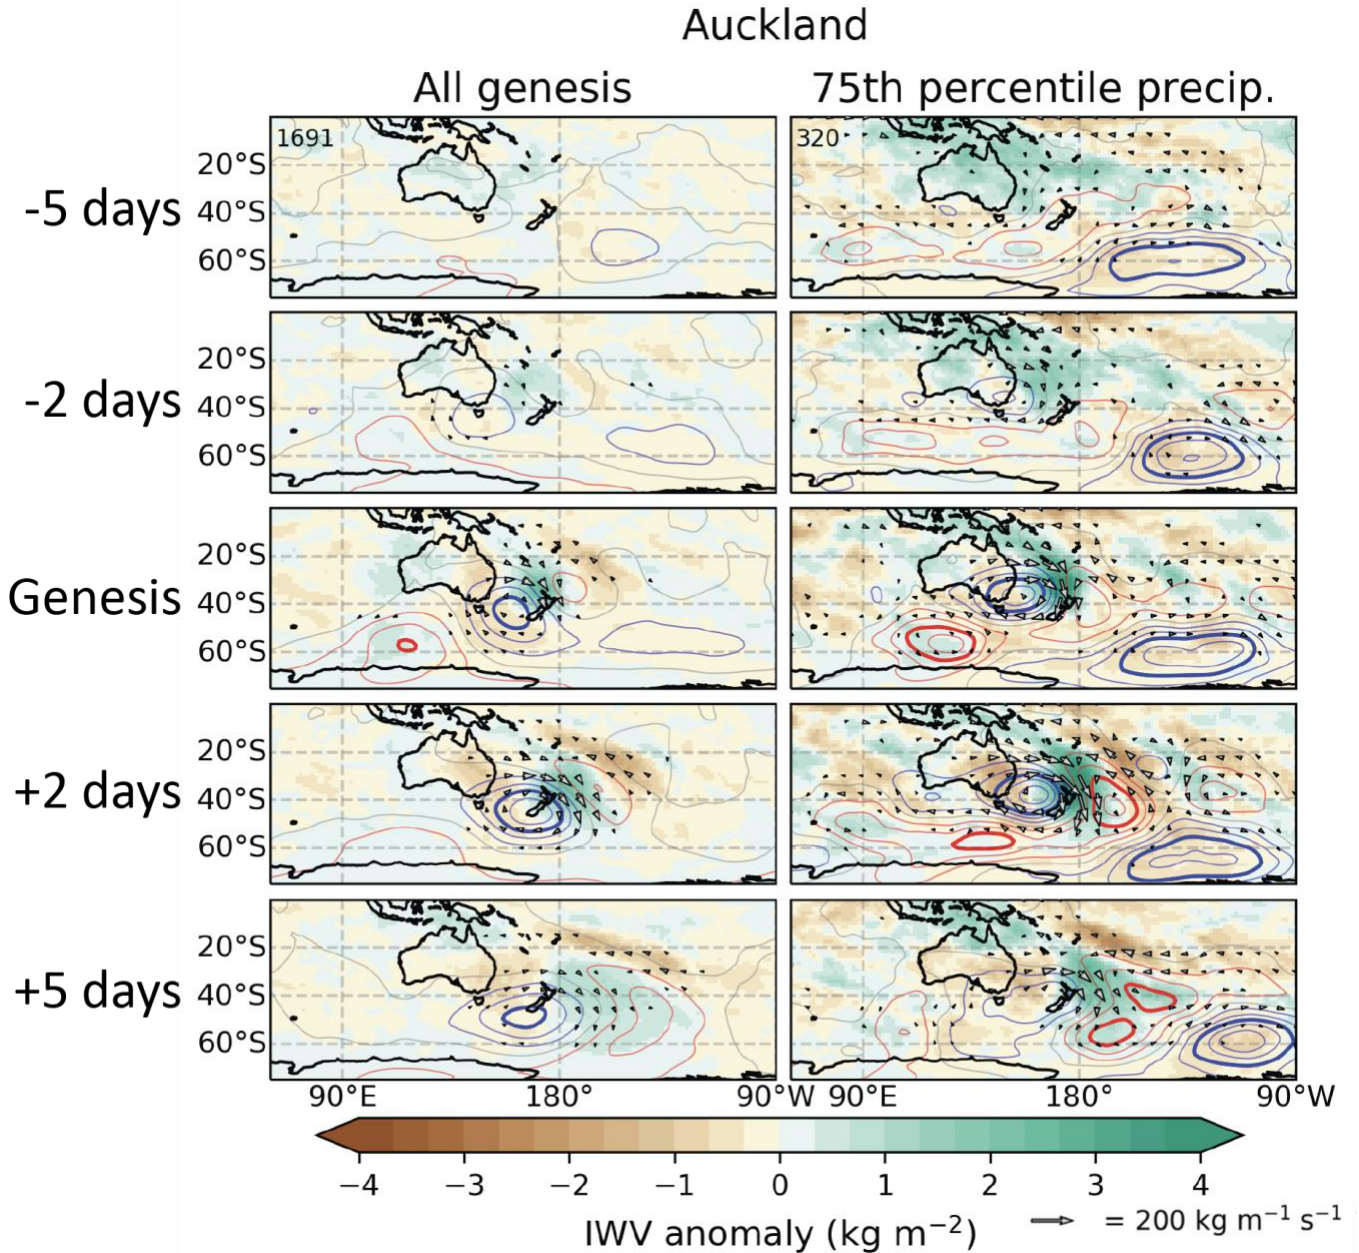 Auckland
All genesis 75th percentile precip.
-5 days 1691 320
20°S
40°S
60°S
-2 days
20°S
40°S
60°S
Genesis
20°S
40°S
60°S
+2 days
20°S
40°S
60°S
+5 days
20°S
40°S
60°S
90°E 180° 90°W 90°E 180° 90°W
−4 −3 −2 −1 0 1 2 3 4
IWV anomaly (kg m⁻²) = 200 kg m⁻¹ s⁻¹